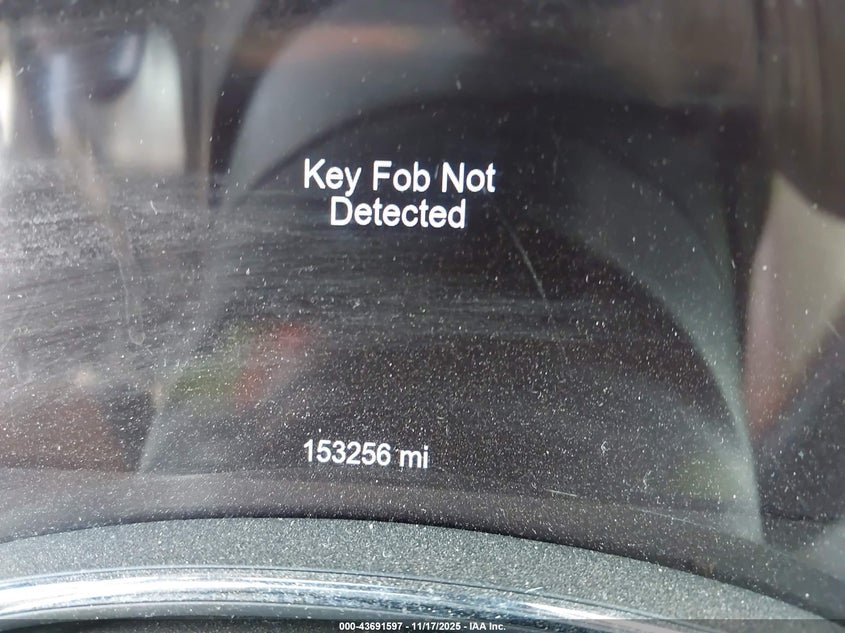 Key Fob Not
Detected
153256 mi
000-43691597 - 11/17/2025 - IAA Inc.